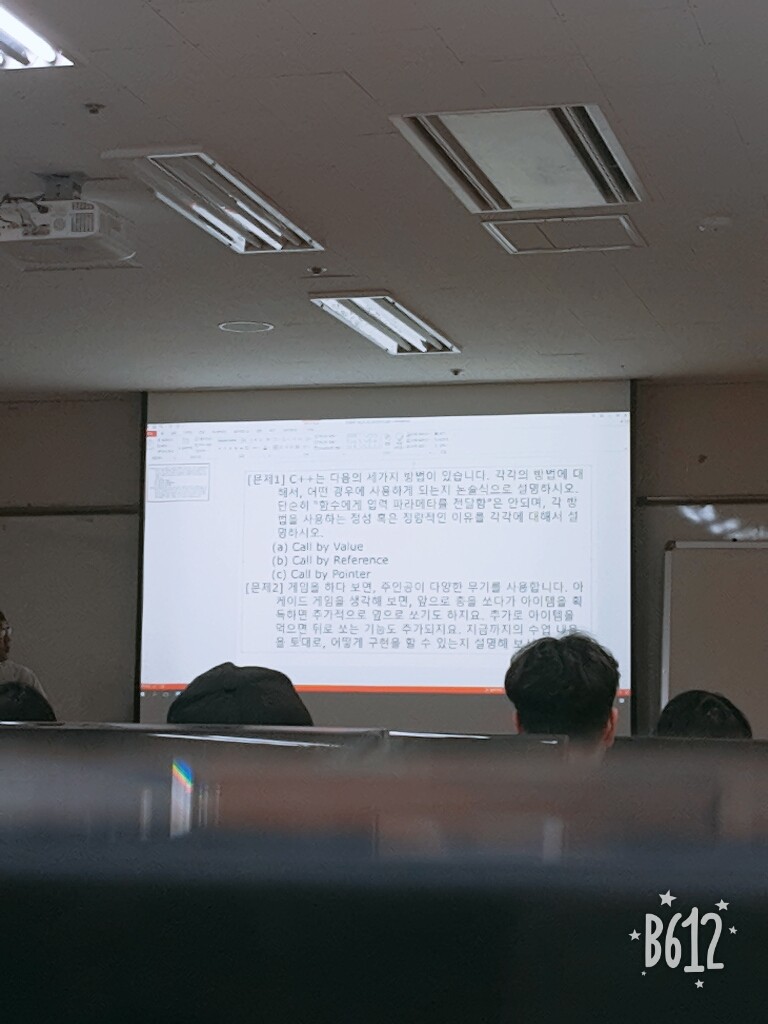 [문제1] C++는 다음의 세가지 방법이 있습니다. 각각의 방법에 대
해서, 어떤 경우에 사용하게 되는지 논술식으로 설명하시오.
단순히 "함수에게 입력 파라메타를 전달함"은 안되며, 각 방
법을 사용하는 정성 혹은 정량적인 이유를 각각에 대해서 설
명하시오.
(a) Call by Value
(b) Call by Reference
(c) Call by Pointer
[문제2] 게임을 하다 보면, 주인공이 다양한 무기를 사용합니다. 아
케이드 게임을 생각해 보면, 앞으로 총을 쏘다가 아이템을 획
득하면 추가적으로 옆으로 쏘기도 하지요. 추가로 아이템을
먹으면 뒤로 쏘는 기능도 추가되지요. 지금까지의 수업 내용
을 토대로, 어떻게 구현을 할 수 있는지 설명해
B612